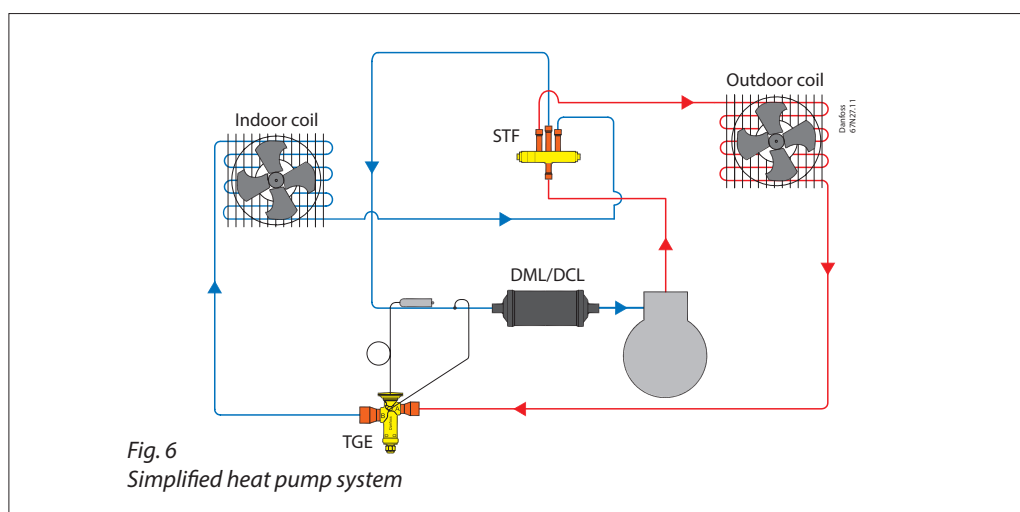 Outdoor coil
Indoor coil
STF
Danfoss
67N27.11
DML/DCL
B
A
TGE
Fig. 6
Simplified heat pump system